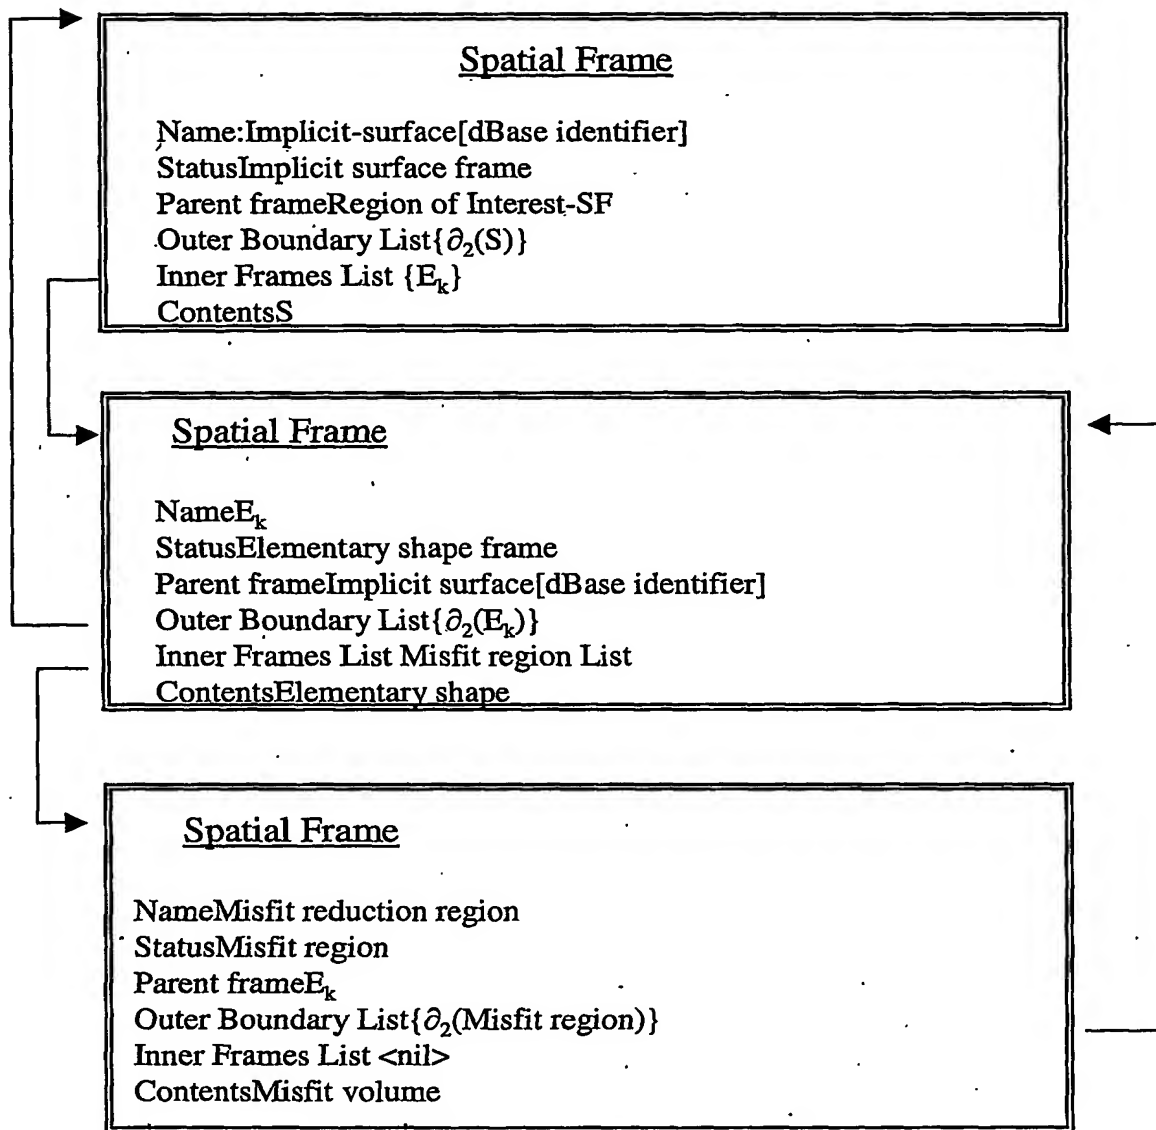 Spatial Frame
Name:Implicit-surface[dBase identifier]
StatusImplicit surface frame
Parent frameRegion of Interest-SF
Outer Boundary List{∂₂(S)}
Inner Frames List {Eₖ}
ContentsS
Spatial Frame
NameEₖ
StatusElementary shape frame
Parent frameImplicit surface[dBase identifier]
Outer Boundary List{∂₂(Eₖ)}
Inner Frames List Misfit region List
ContentsElementary shape
Spatial Frame
NameMisfit reduction region
StatusMisfit region
Parent frameEₖ
Outer Boundary List{∂₂(Misfit region)}
Inner Frames List <nil>
ContentsMisfit volume